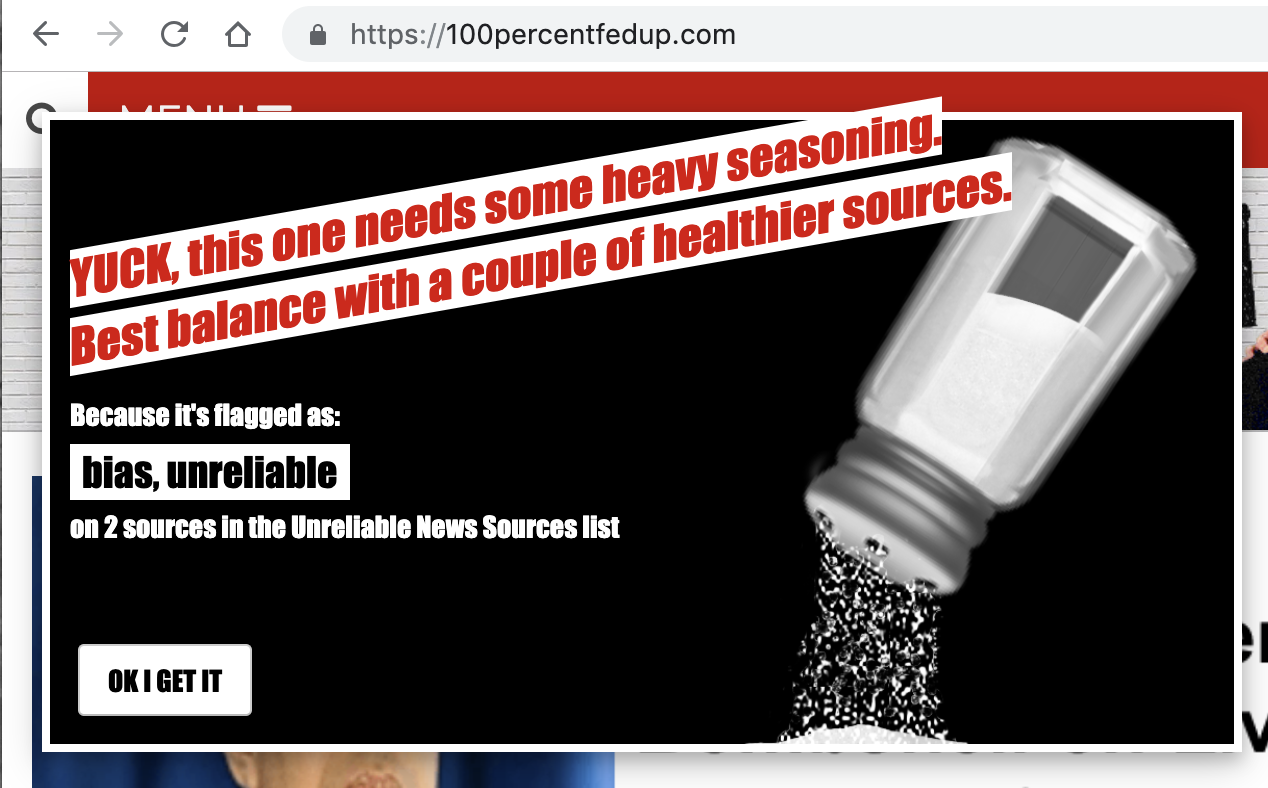 https://100percentfedup.com
MENU
YUCK, this one needs some heavy seasoning.
Best balance with a couple of healthier sources.
Because it's flagged as:
bias, unreliable
on 2 sources in the Unreliable News Sources list
OK I GET IT